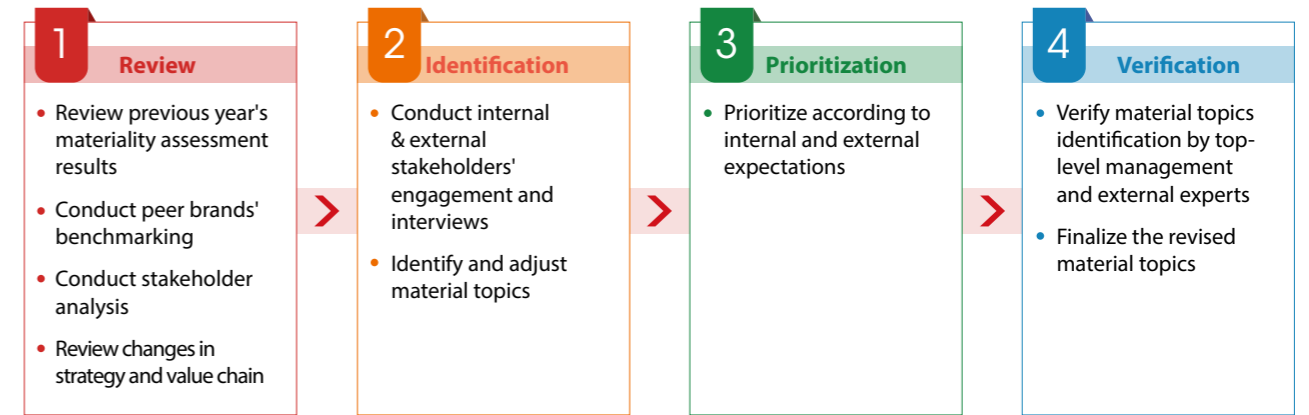 1
Review
• Review previous year's
materiality assessment
results
• Conduct peer brands'
benchmarking
• Conduct stakeholder
analysis
• Review changes in
strategy and value chain
2
Identification
• Conduct internal
& external
stakeholders'
engagement and
interviews
• Identify and adjust
material topics
3
Prioritization
• Prioritize according to
internal and external
expectations
4
Verification
• Verify material topics
identification by top-
level management
and external experts
• Finalize the revised
material topics